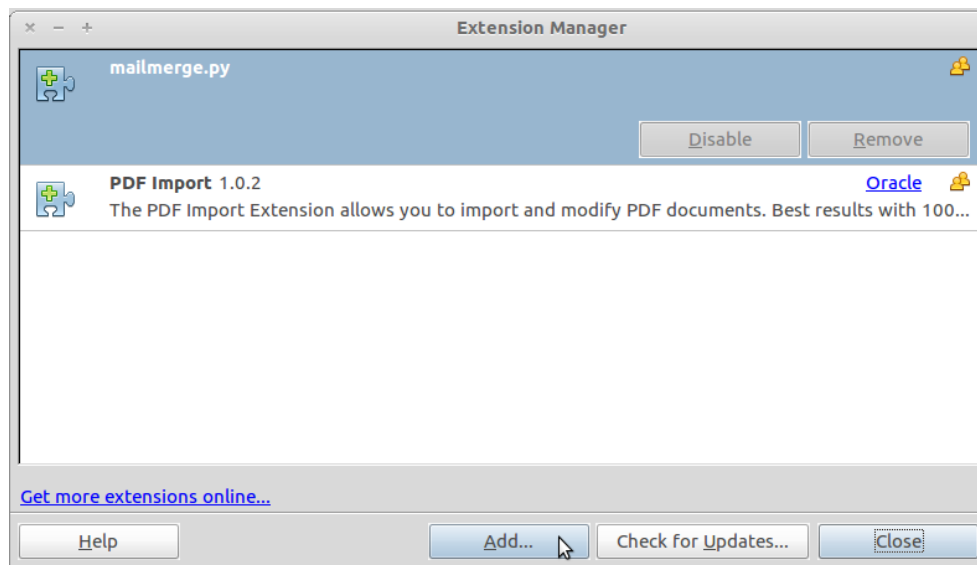 Extension Manager
mailmerge.py
Disable Remove
PDF Import 1.0.2 Oracle
The PDF Import Extension allows you to import and modify PDF documents. Best results with 100...
Get more extensions online...
Help Add... Check for Updates... Close